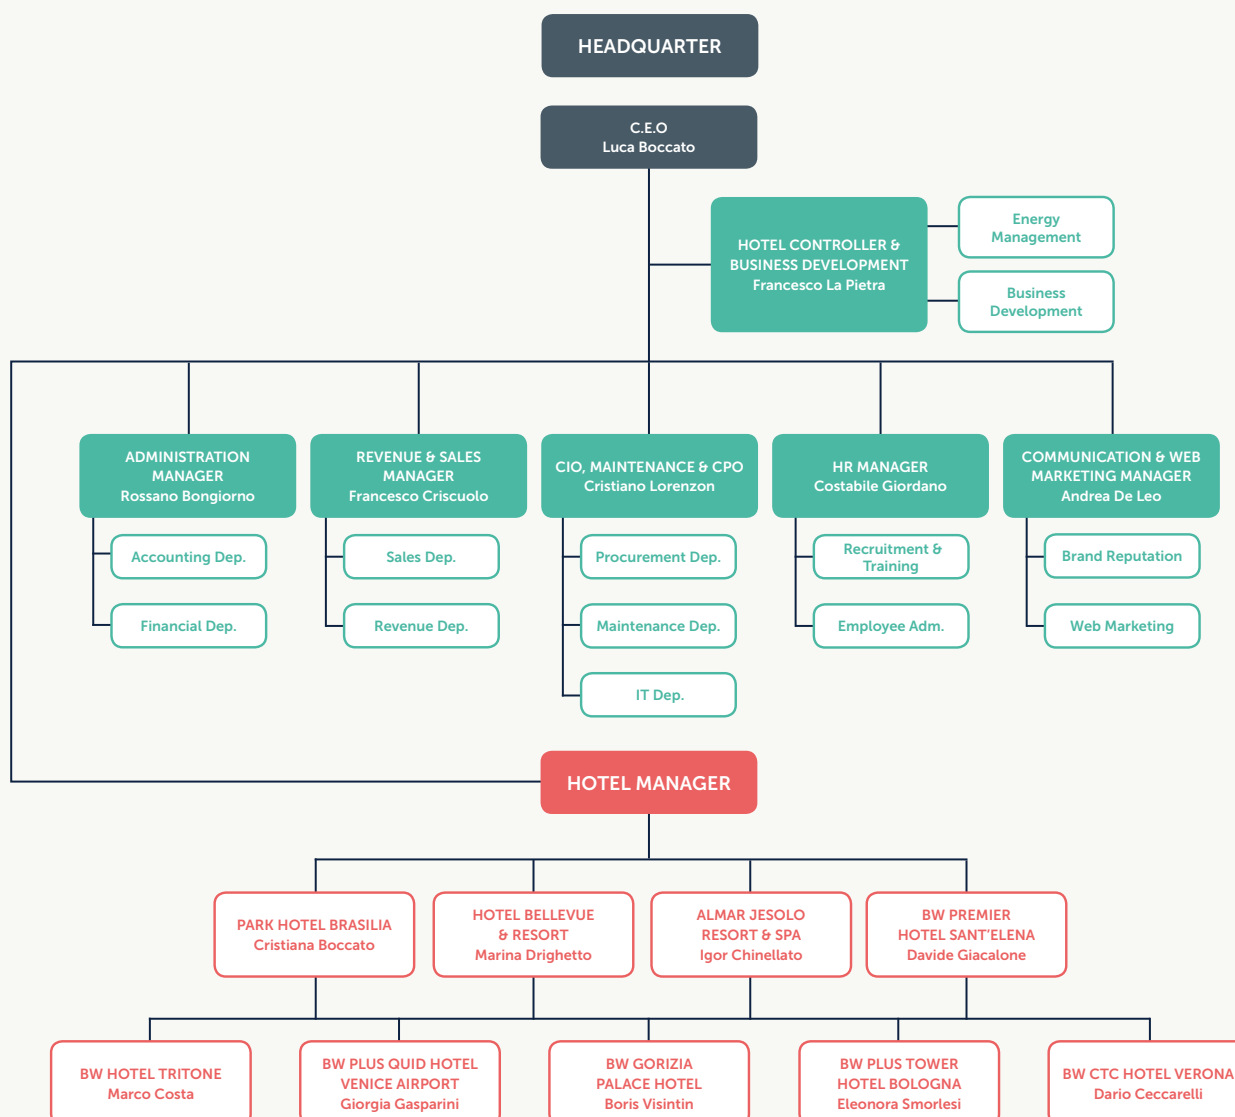 HEADQUARTER
C.E.O
Luca Boccato
HOTEL CONTROLLER &
BUSINESS DEVELOPMENT
Francesco La Pietra
Energy
Management
Business
Development
ADMINISTRATION
MANAGER
Rossano Bongiorno
REVENUE & SALES
MANAGER
Francesco Criscuolo
CIO, MAINTENANCE & CPO
Cristiano Lorenzon
HR MANAGER
Costabile Giordano
COMMUNICATION & WEB
MARKETING MANAGER
Andrea De Leo
Accounting Dep.
Financial Dep.
Sales Dep.
Revenue Dep.
Procurement Dep.
Maintenance Dep.
IT Dep.
Recruitment &
Training
Employee Adm.
Brand Reputation
Web Marketing
HOTEL MANAGER
PARK HOTEL BRASILIA
Cristiana Boccato
HOTEL BELLEVUE
& RESORT
Marina Drighetto
ALMAR JESOLO
RESORT & SPA
Igor Chinellato
BW PREMIER
HOTEL SANT'ELENA
Davide Giacalone
BW HOTEL TRITONE
Marco Costa
BW PLUS QUID HOTEL
VENICE AIRPORT
Giorgia Gasparini
BW GORIZIA
PALACE HOTEL
Boris Visintin
BW PLUS TOWER
HOTEL BOLOGNA
Eleonora Smorlesi
BW CTC HOTEL VERONA
Dario Ceccarelli